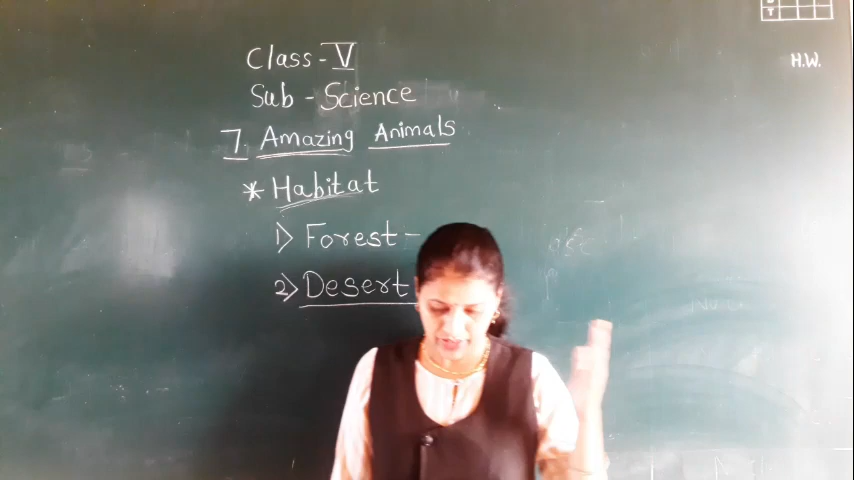 Class - V
Sub - Science
7. Amazing Animals
* Habitat
1) Forest -
2) Desert
H.W.